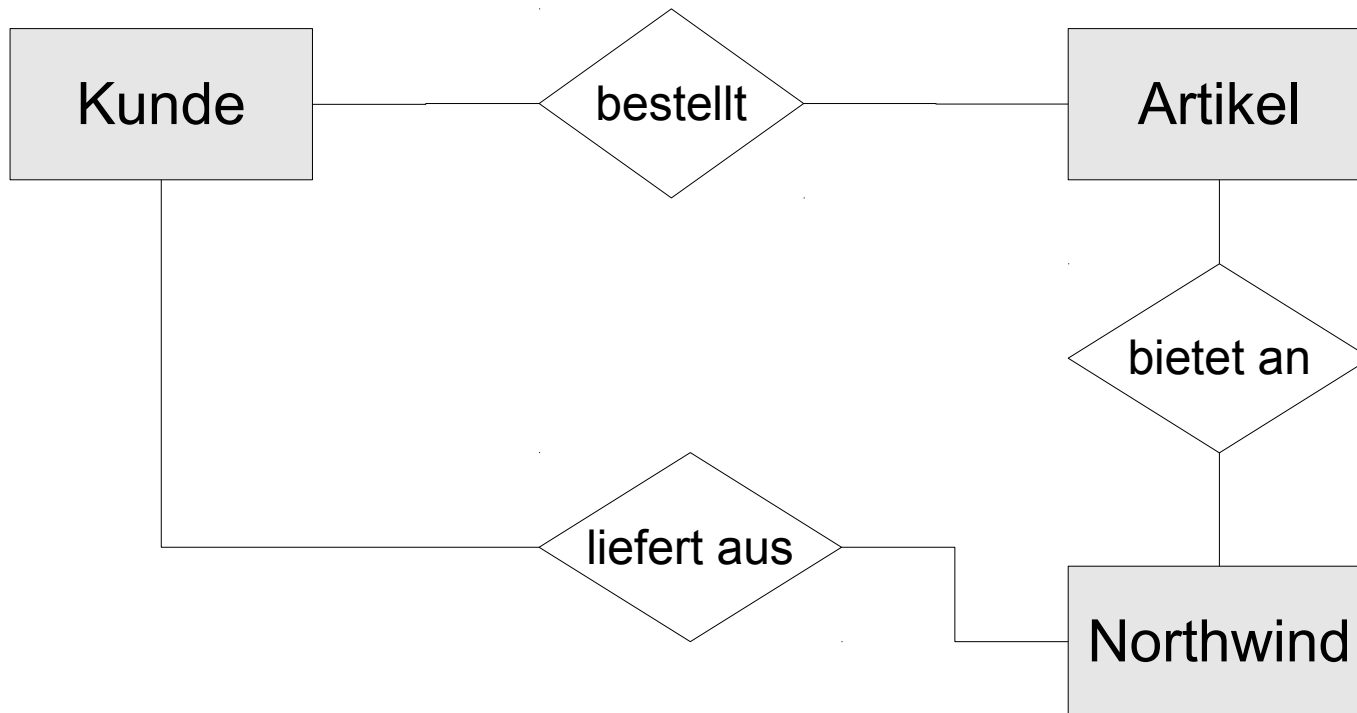 Kunde
bestellt
Artikel
bietet an
liefert aus
Northwind